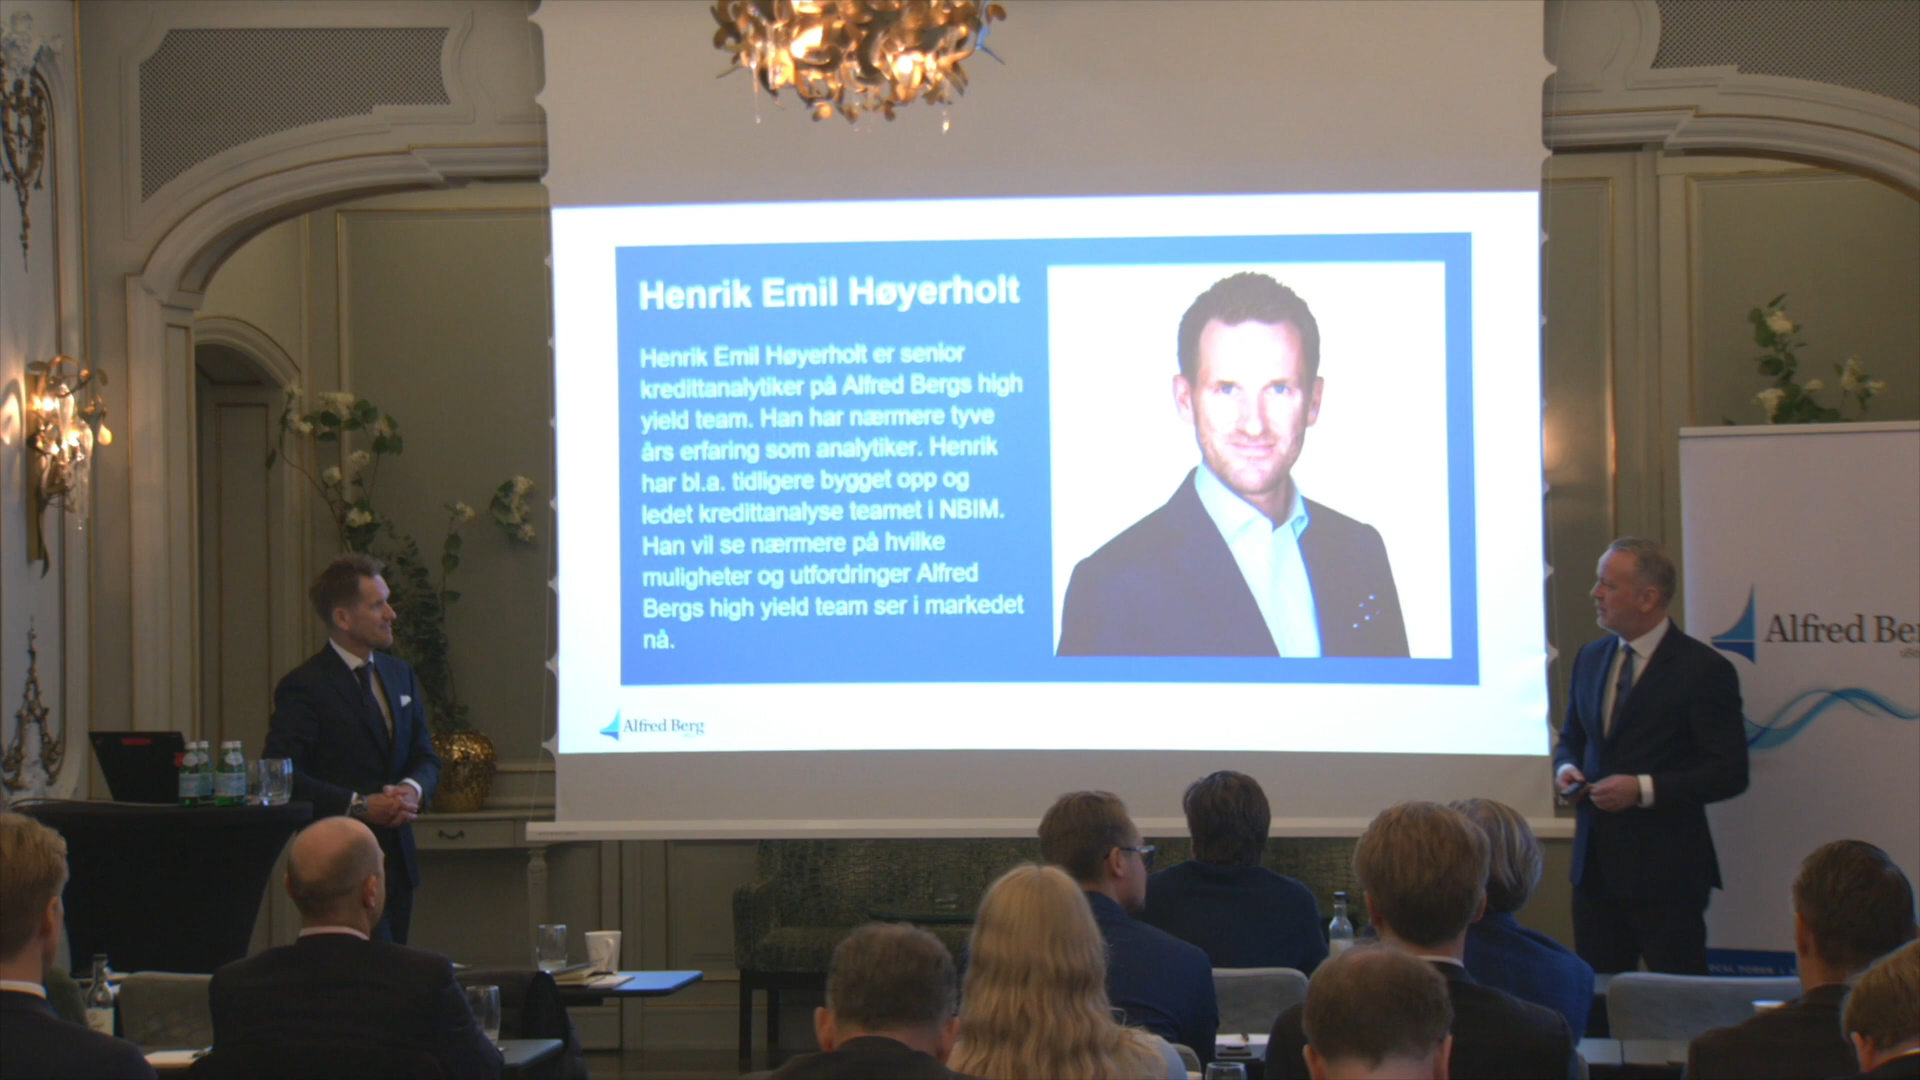 Henrik Emil Høyerholt
Henrik Emil Høyerholt er senior
kredittanalytiker på Alfred Bergs high
yield team. Han har nærmere tyve
års erfaring som analytiker. Henrik
har bl.a. tidligere bygget opp og
ledet kredittanalyse teamet i NBIM.
Han vil se nærmere på hvilke
muligheter og utfordringer Alfred
Bergs high yield team ser i markedet
nå.
Alfred Berg
Alfred Be